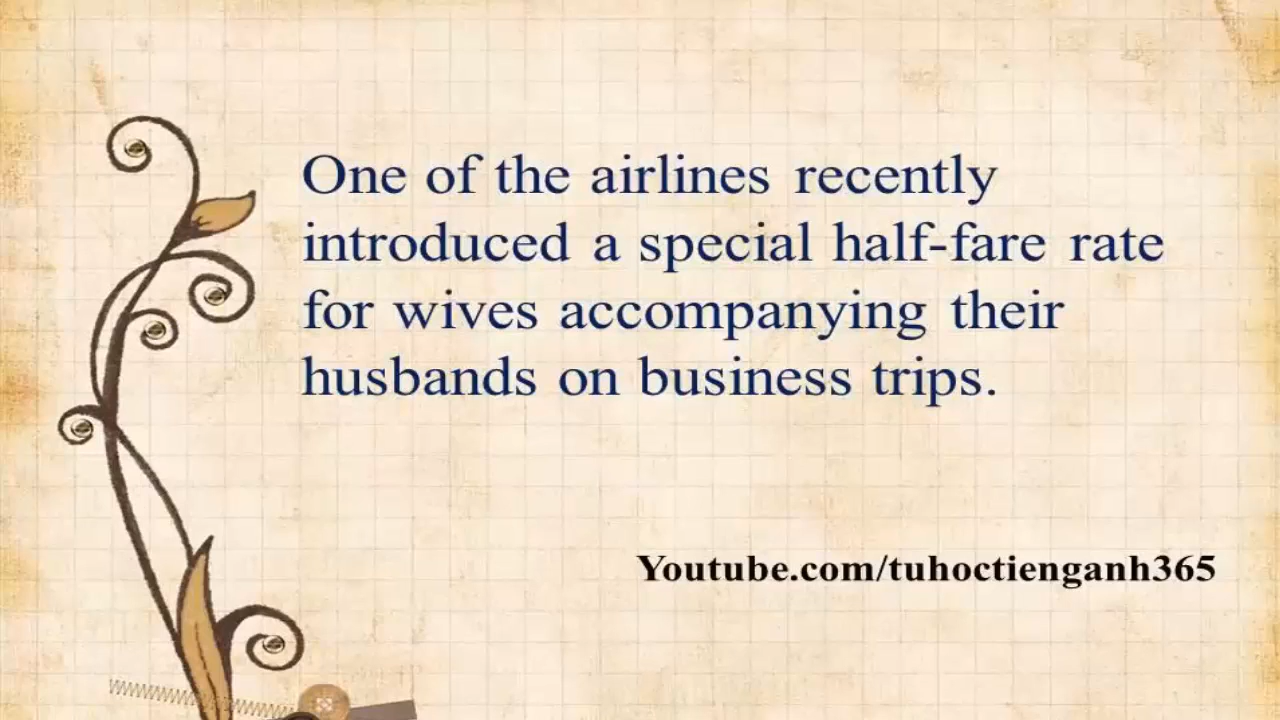 One of the airlines recently
introduced a special half-fare rate
for wives accompanying their
husbands on business trips.
Youtube.com/tuhoctienganh365